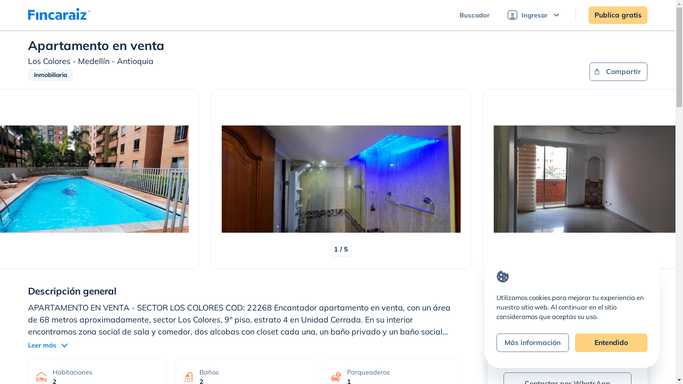 Fincaraiz
Buscador
Ingresar
Publica gratis
Apartamento en venta
Los Colores - Medellín - Antioquia
Inmobiliaria
Compartir
1 / 5
Descripción general
APARTAMENTO EN VENTA - SECTOR LOS COLORES COD: 22268 Encantador apartamento en venta, con un área
de 68 metros aproximadamente, sector Los Colores, 9° piso, estrato 4 en Unidad Cerrada. En su interior
encontramos zona social de sala y comedor, dos alcobas con closet cada una, un baño privado y un baño social...
Leer más
Habitaciones
2
Baños
2
Parqueaderos
1
Utilizamos cookies para mejorar tu experiencia en
nuestro sitio web. Al continuar en el sitio
consideramos que aceptas su uso.
Más información
Entendido
Contactar por WhatsApp